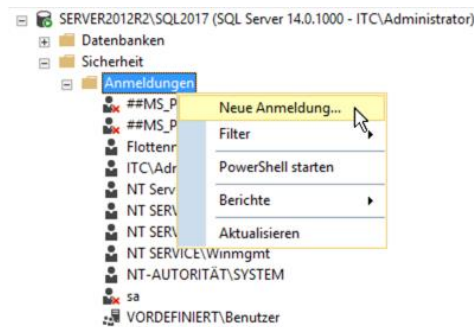 SERVER2012R2\SQL2017 (SQL Server 14.0.1000 - ITC\Administrator)
Datenbanken
Sicherheit
Anmeldungen
##MS_P
##MS_P
Flottenr
ITC\Adr
NT Serv
NT SERV
NT SERV
NT SERVICE\Winmgmt
NT-AUTORITÄT\SYSTEM
sa
VORDEFINIERT\Benutzer
Neue Anmeldung...
Filter
PowerShell starten
Berichte
Aktualisieren